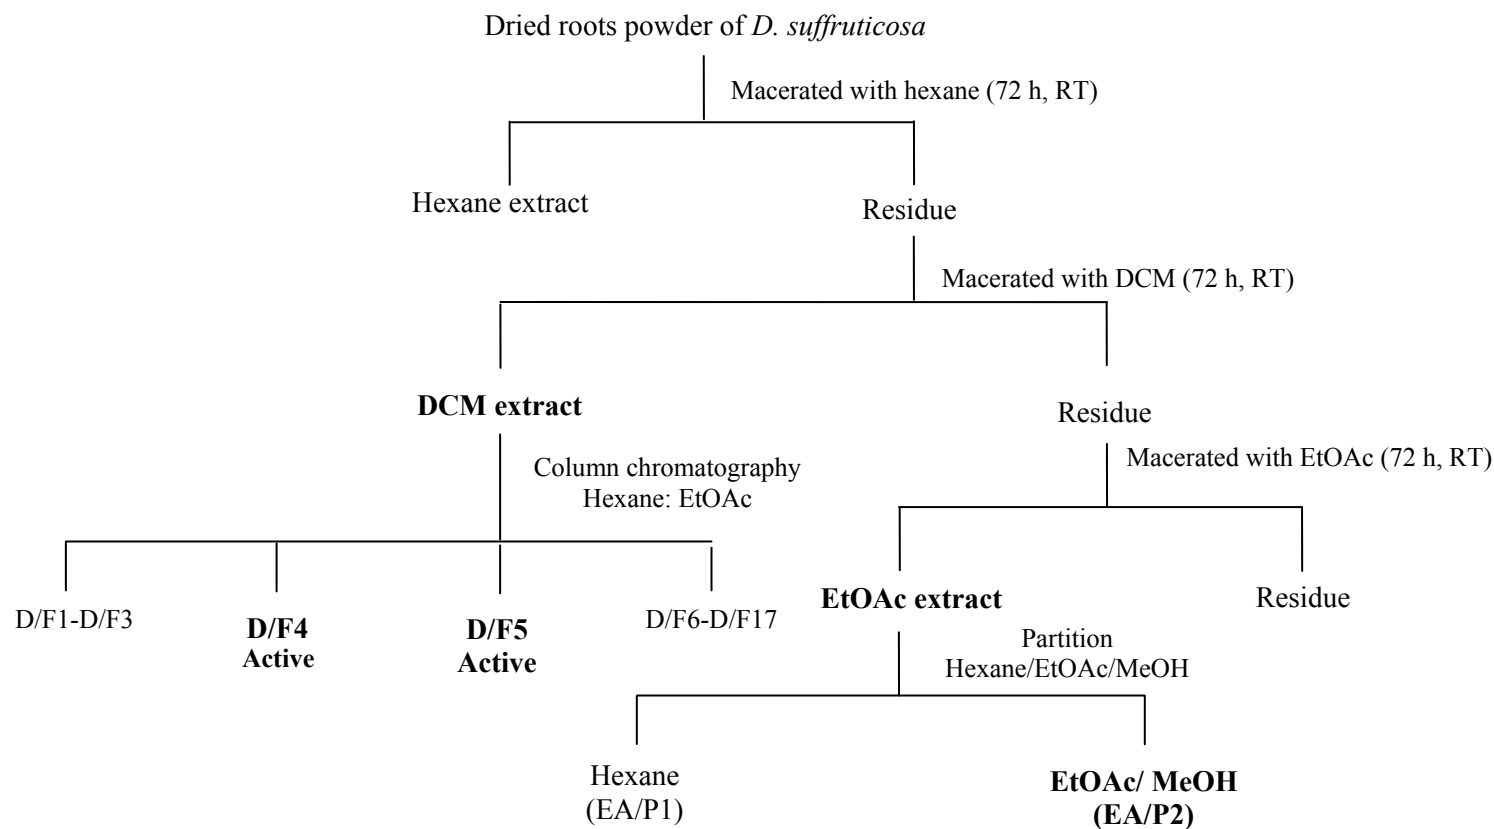 Dried roots powder of D. suffruticosa
Macerated with hexane (72 h, RT)
Hexane extract
Residue
Macerated with DCM (72 h, RT)
DCM extract
Residue
Column chromatography
Hexane: EtOAc
Macerated with EtOAc (72 h, RT)
D/F1-D/F3
D/F4
Active
D/F5
Active
D/F6-D/F17
EtOAc extract
Residue
Partition
Hexane/EtOAc/MeOH
Hexane
(EA/P1)
EtOAc/ MeOH
(EA/P2)